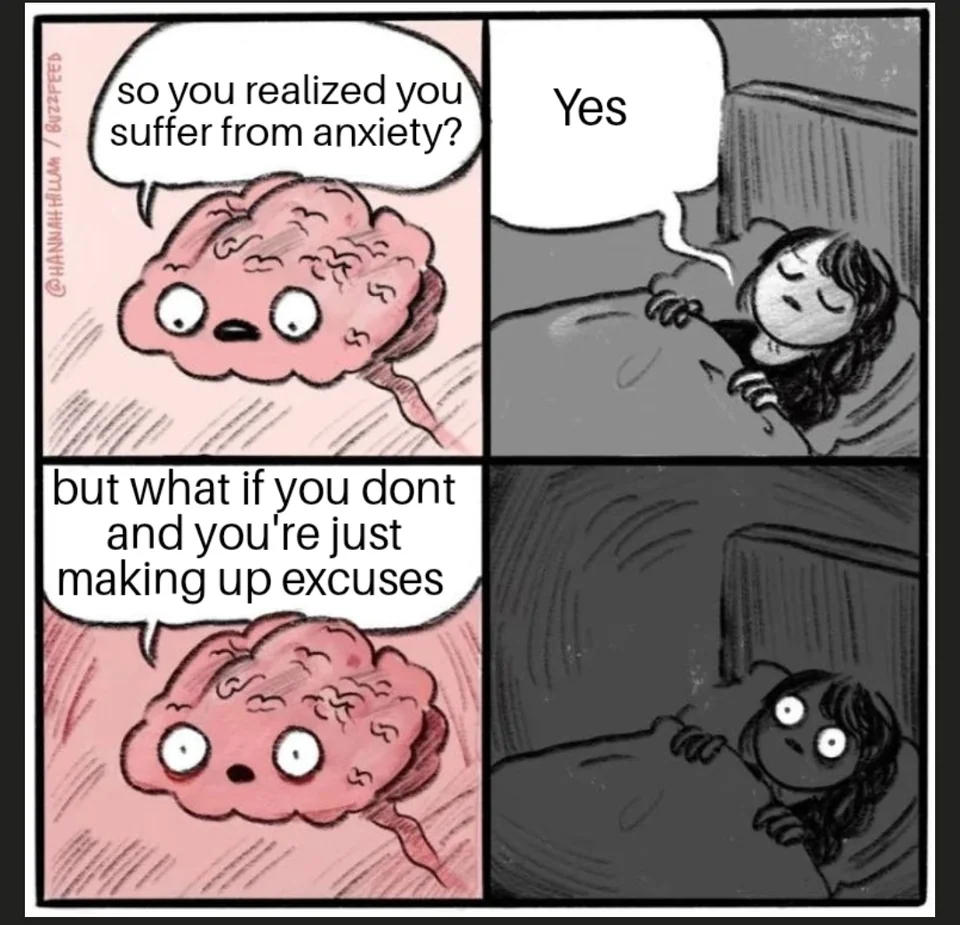 @HANNAHHILLAM / BUZZFEED
so you realized you
suffer from anxiety?
Yes
but what if you dont
and you're just
making up excuses